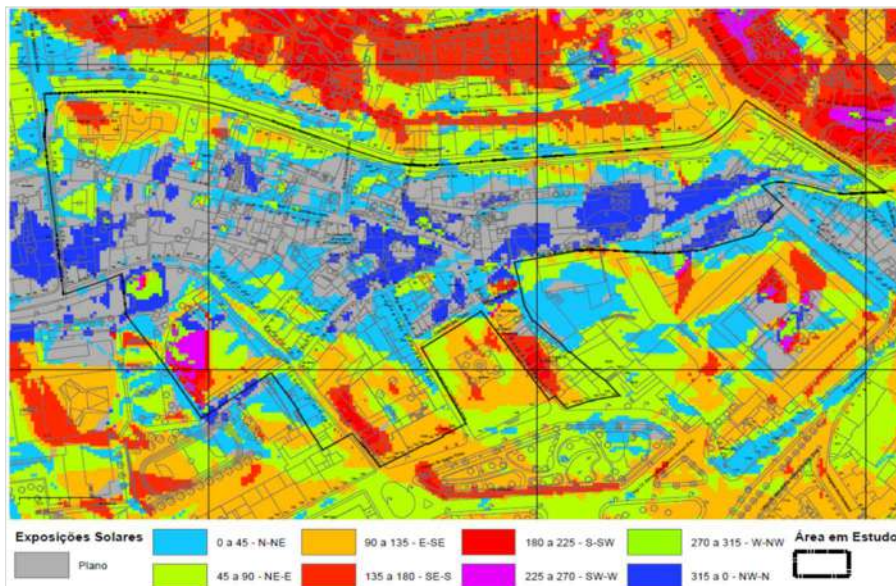 Exposições Solares
Plano
0 a 45 - N-NE
45 a 90 - NE-E
90 a 135 - E-SE
135 a 180 - SE-S
180 a 225 - S-SW
225 a 270 - SW-W
270 a 315 - W-NW
315 a 0 - NW-N
Área em Estudo